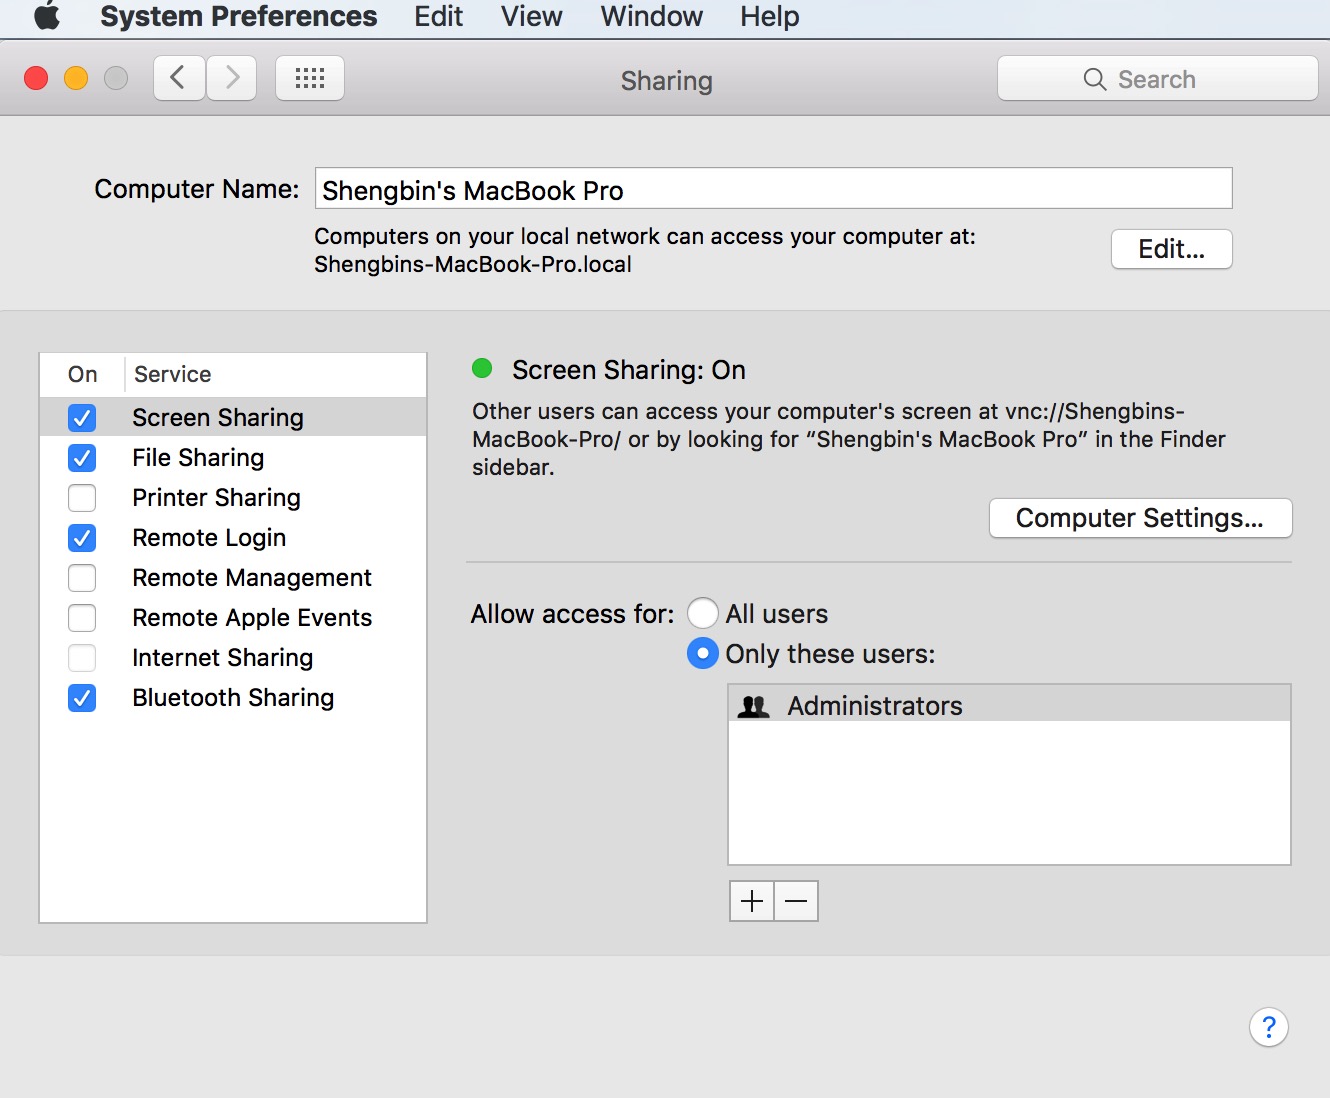 System Preferences Edit View Window Help
Sharing
Search
Computer Name: Shengbin's MacBook Pro
Computers on your local network can access your computer at:
Shengbins-MacBook-Pro.local
Edit...
On Service
Screen Sharing
File Sharing
Printer Sharing
Remote Login
Remote Management
Remote Apple Events
Internet Sharing
Bluetooth Sharing
Screen Sharing: On
Other users can access your computer's screen at vnc://Shengbins-
MacBook-Pro/ or by looking for “Shengbin's MacBook Pro” in the Finder
sidebar.
Computer Settings...
Allow access for: All users
Only these users:
Administrators
?